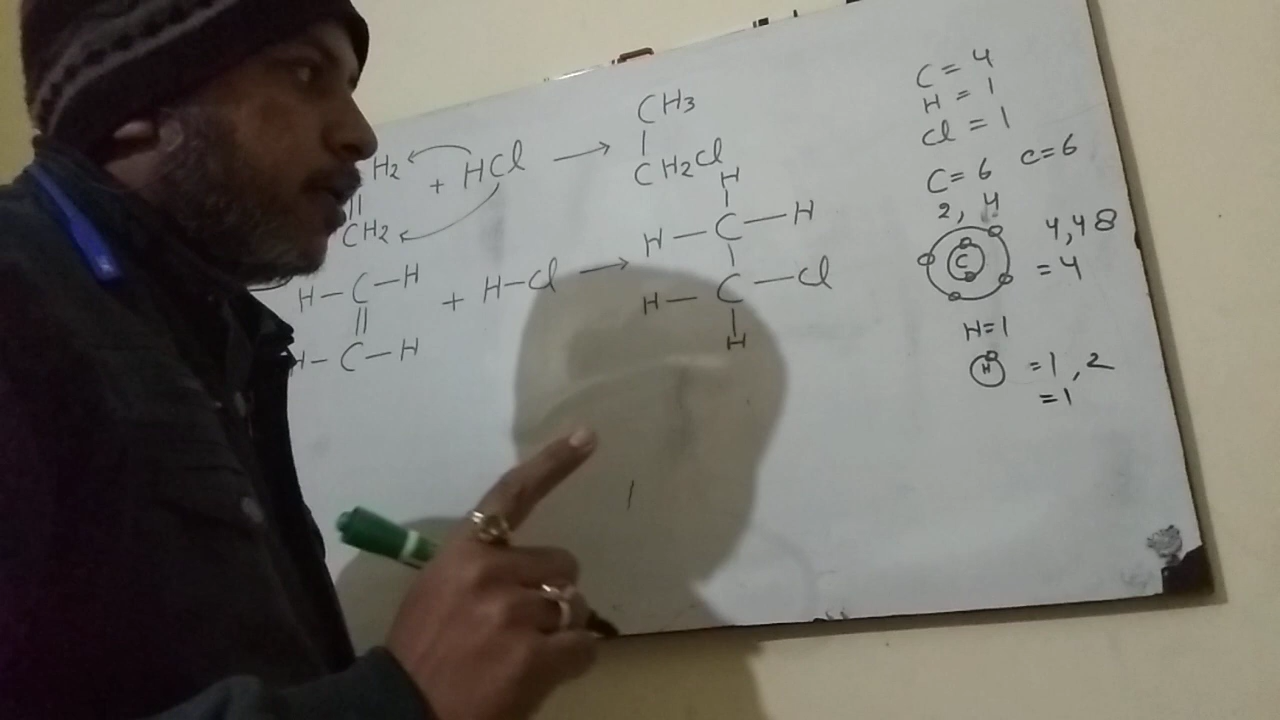 H2 + HCl → CH3
||
CH2
|
CH2Cl
H—C—H
||
H—C—H
+ H—Cl →
H
|
H—C—H
|
H—C—Cl
|
H
C = 4
H = 1
Cl = 1
C = 6 C=6
2, 4
C
4,4 8
= 4
H=1
H =1, 2
=1